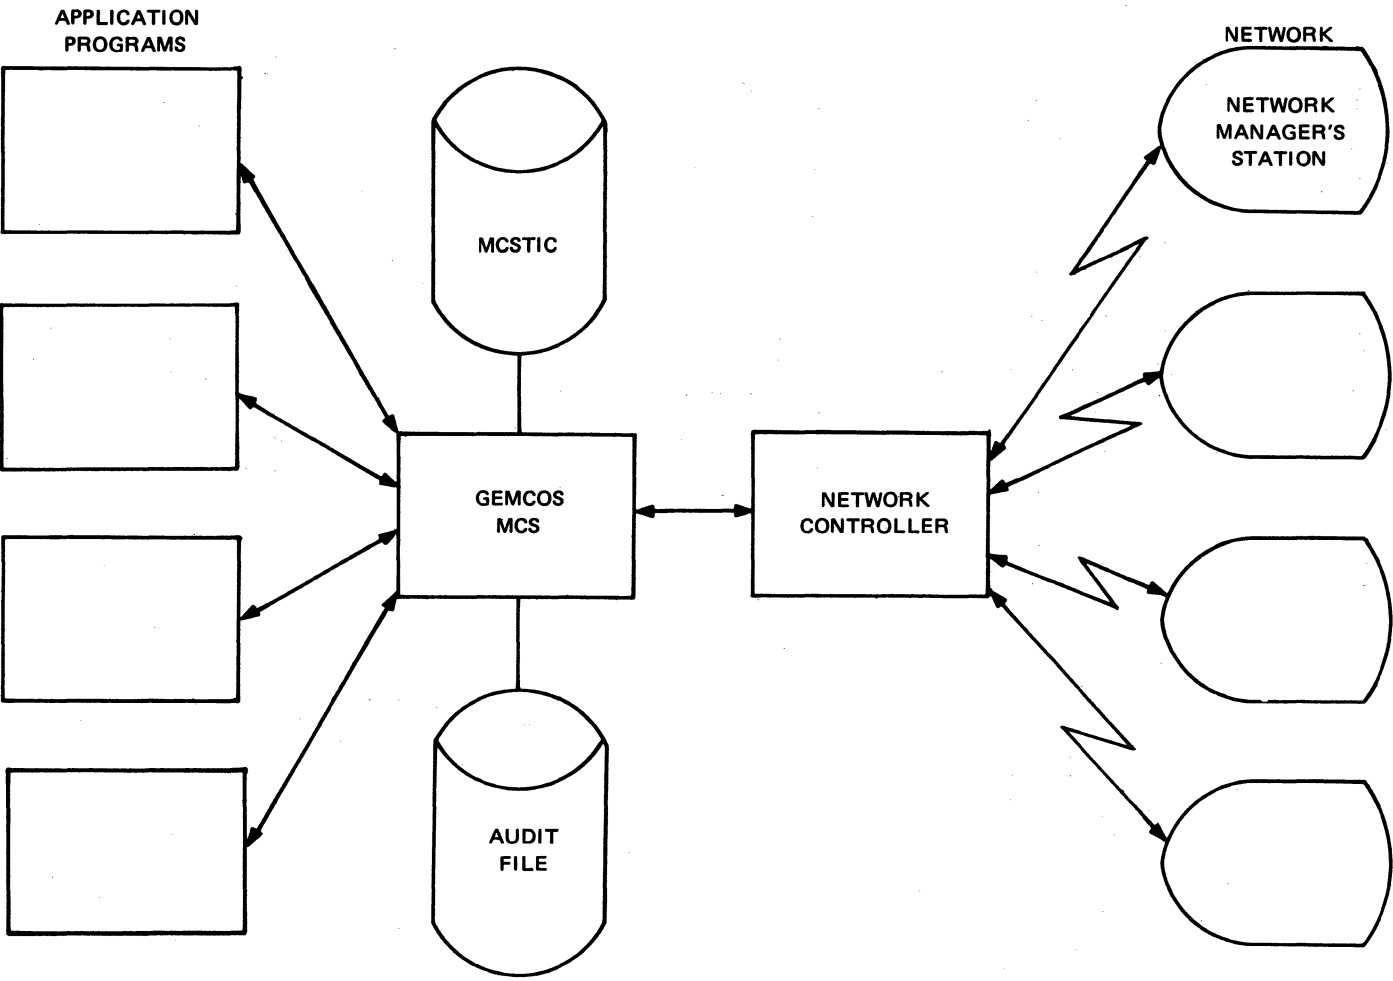 APPLICATION
PROGRAMS
NETWORK
NETWORK
MANAGER'S
STATION
MCSTIC
GEMCOS
MCS
NETWORK
CONTROLLER
AUDIT
FILE